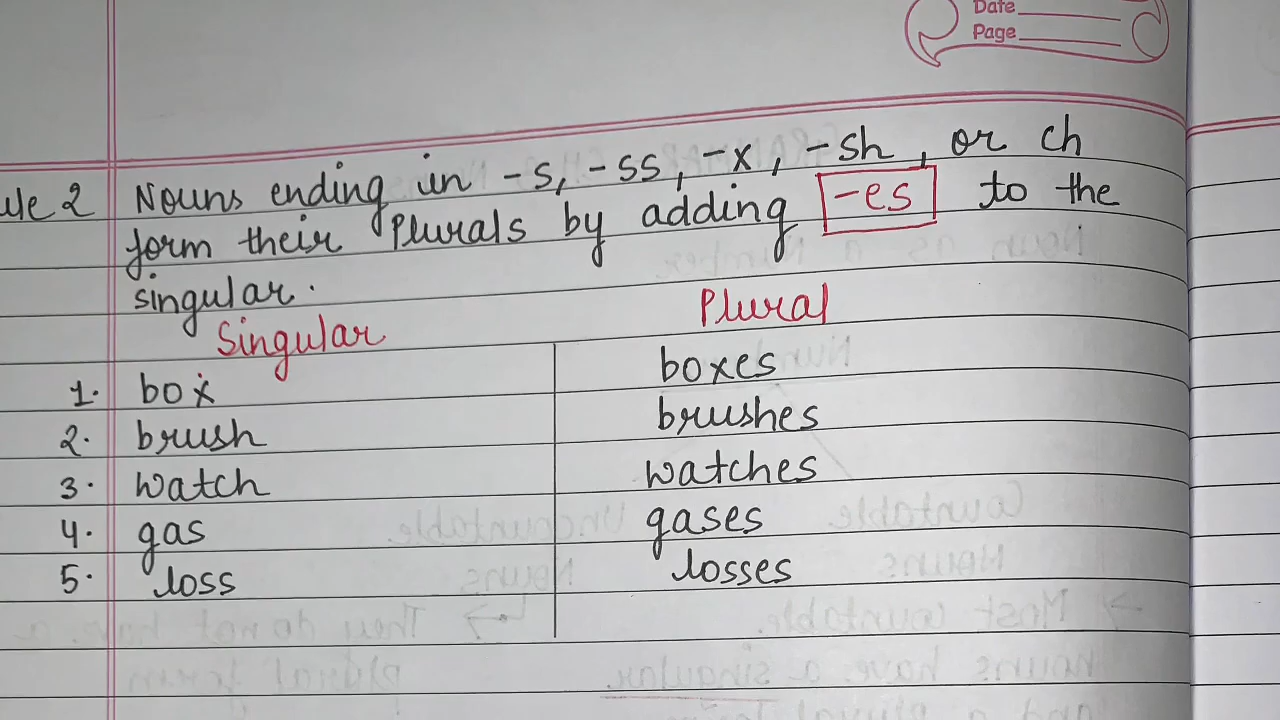 Date
Page
Rule 2 Nouns ending in -s, -ss, -x, -sh, or ch
form their Plurals by adding -es to the
singular.
Singular Plural
1. box boxes
2. brush brushes
3. watch watches
4. gas gases
5. loss losses